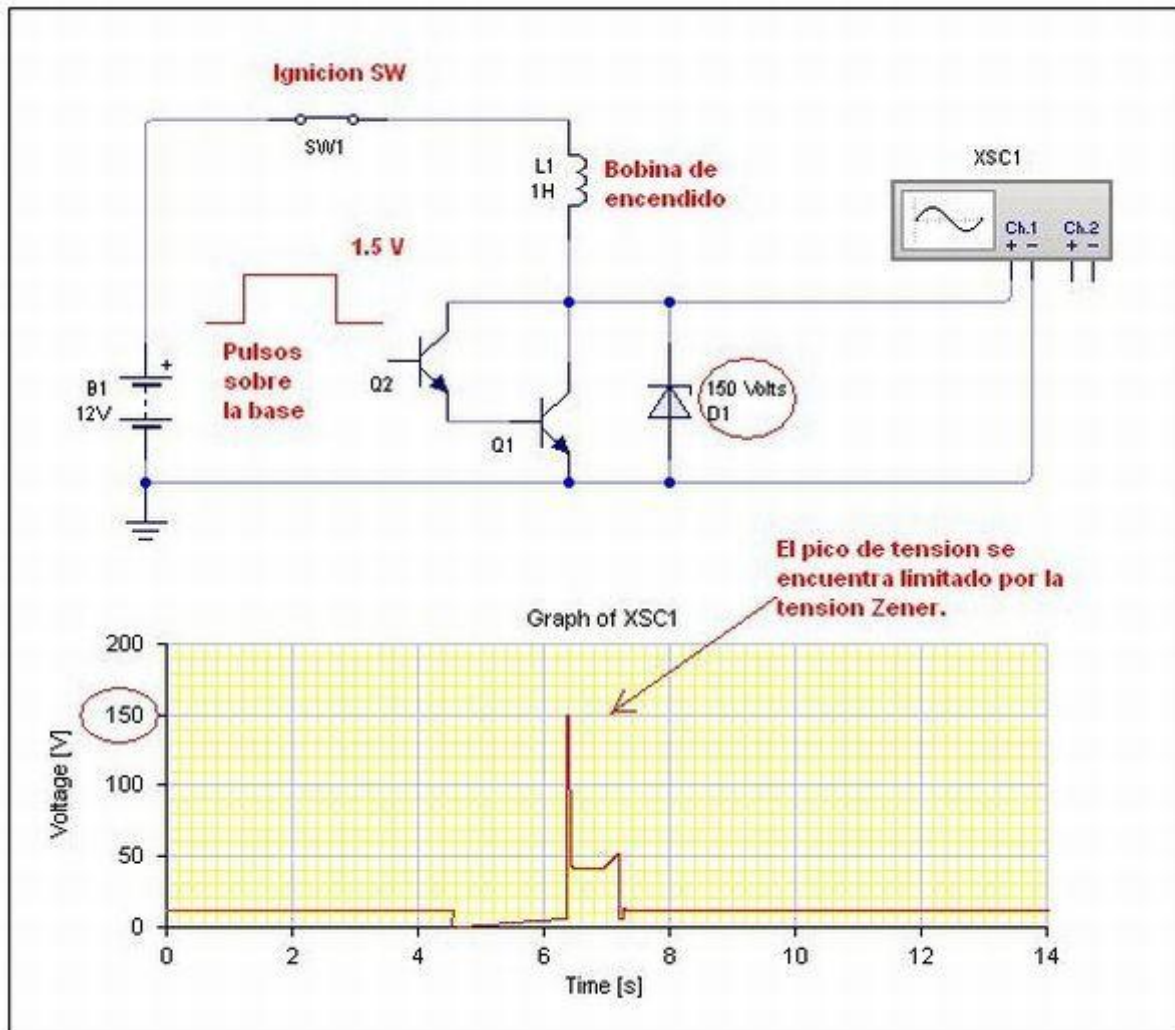 Ignicion SW
SW1
L1
1H
Bobina de
encendido
XSC1
Ch.1 Ch.2
+ − + −
1.5 V
Pulsos
sobre
la base
+
B1
12V
Q2
Q1
150 Volts
D1
El pico de tension se
encuentra limitado por la
tension Zener.
Graph of XSC1
200
150
100
50
0
Voltage [V]
0 2 4 6 8 10 12 14
Time [s]